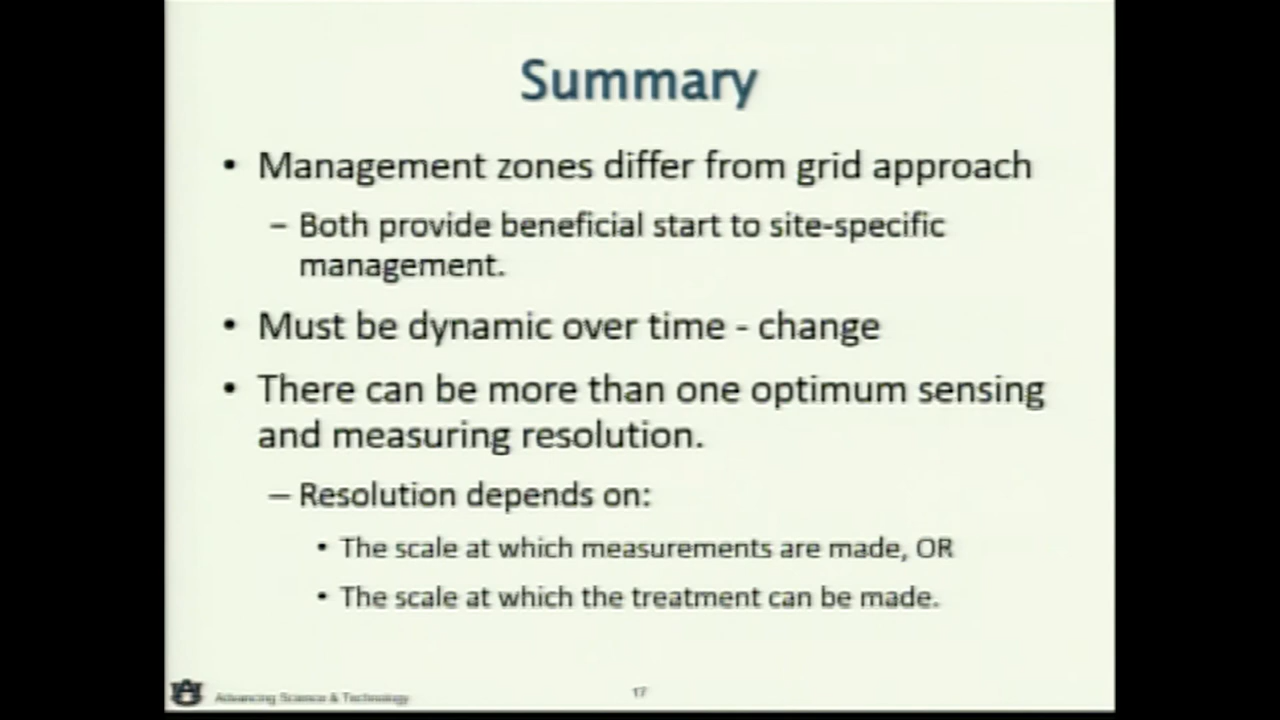 Summary
• Management zones differ from grid approach
– Both provide beneficial start to site-specific
management.
• Must be dynamic over time - change
• There can be more than one optimum sensing
and measuring resolution.
– Resolution depends on:
• The scale at which measurements are made, OR
• The scale at which the treatment can be made.
AU Advancing Science & Technology
17